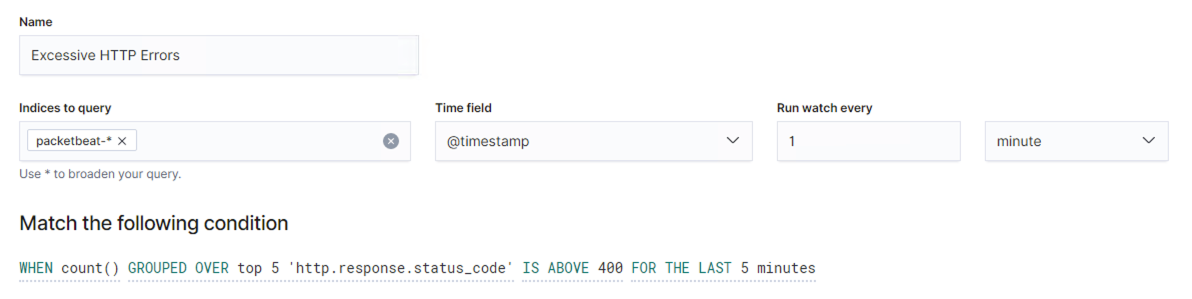 Name
Excessive HTTP Errors
Indices to query Time field Run watch every
packetbeat-* × @timestamp 1 minute
Use * to broaden your query.
Match the following condition
WHEN count() GROUPED OVER top 5 'http.response.status_code' IS ABOVE 400 FOR THE LAST 5 minutes